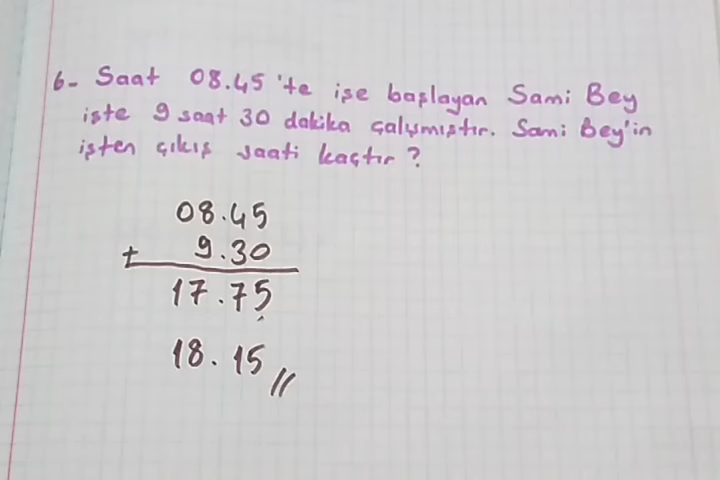 6- Saat 08.45'te işe başlayan Sami Bey
işte 9 saat 30 dakika çalışmıştır. Sami Bey'in
işten çıkış saati kaçtır?
08.45
+ 9.30
17.75
18.15 //